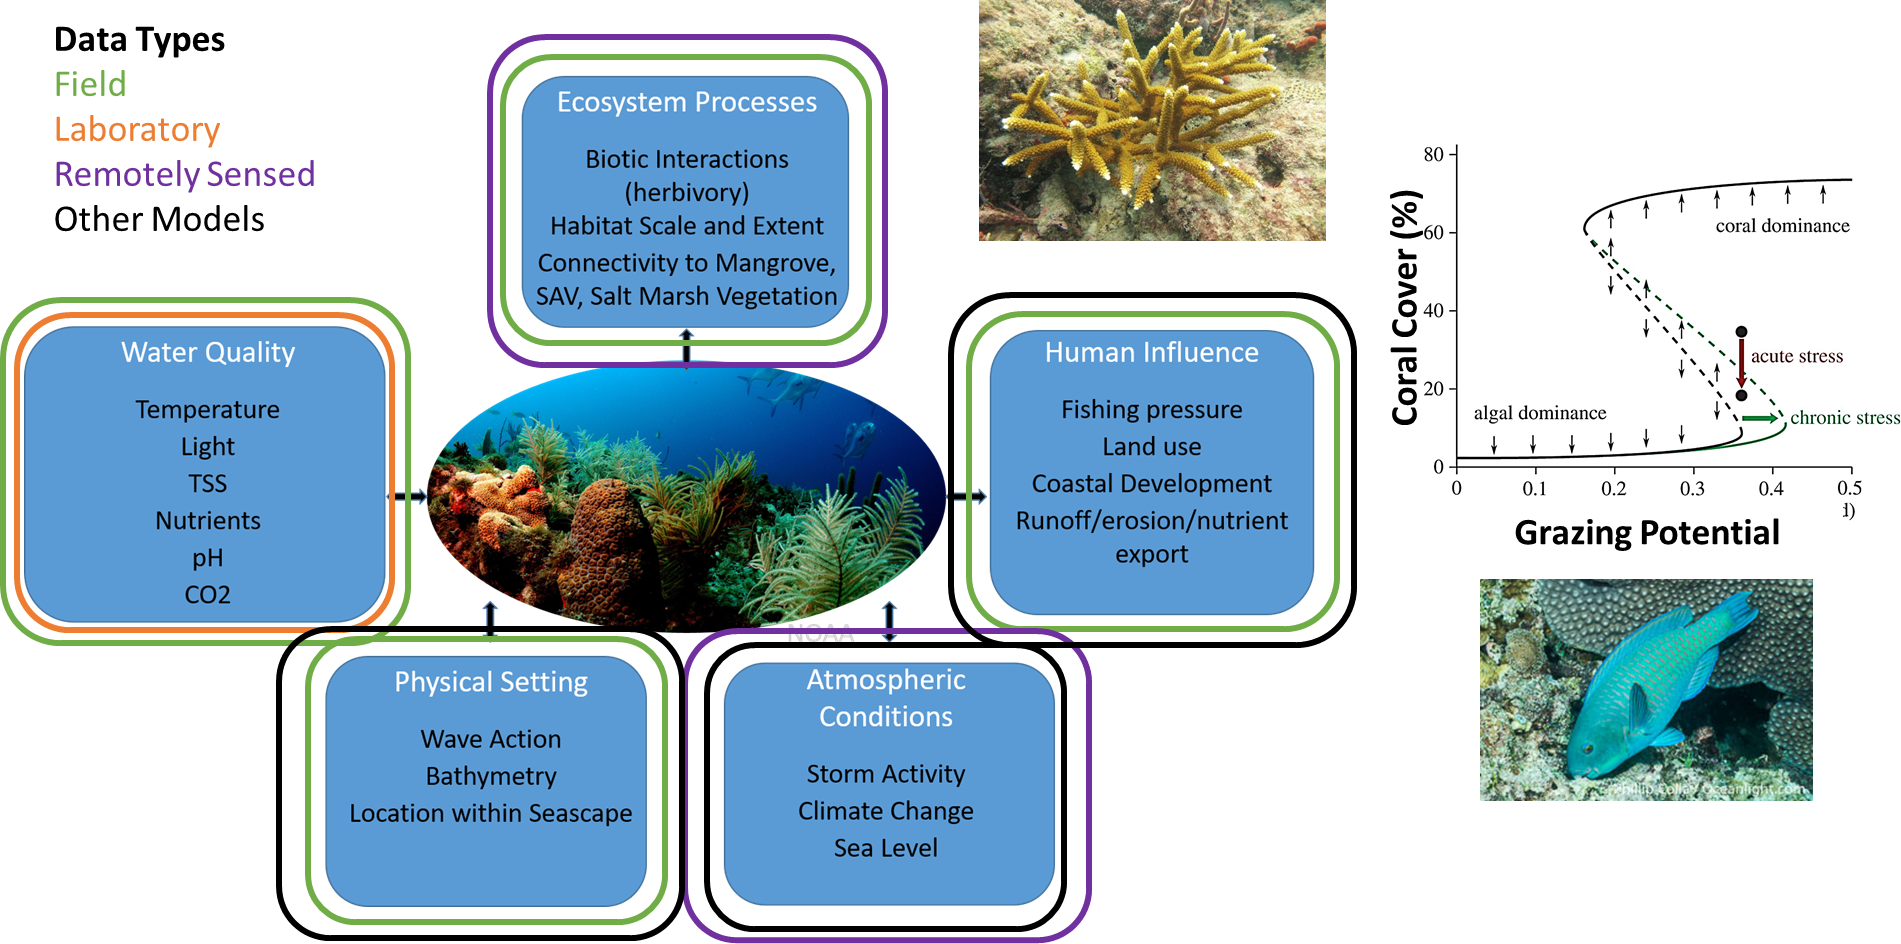 Data Types
Field
Laboratory
Remotely Sensed
Other Models
Ecosystem Processes
Biotic Interactions
(herbivory)
Habitat Scale and Extent
Connectivity to Mangrove,
SAV, Salt Marsh Vegetation
Water Quality
Temperature
Light
TSS
Nutrients
pH
CO2
Human Influence
Fishing pressure
Land use
Coastal Development
Runoff/erosion/nutrient
export
NOAA
Physical Setting
Wave Action
Bathymetry
Location within Seascape
Atmospheric
Conditions
Storm Activity
Climate Change
Sea Level
Coral Cover (%)
80
60
40
20
0
coral dominance
acute stress
algal dominance
chronic stress
0
0.1
0.2
0.3
0.4
0.5
d)
Grazing Potential
Oceanlight.com